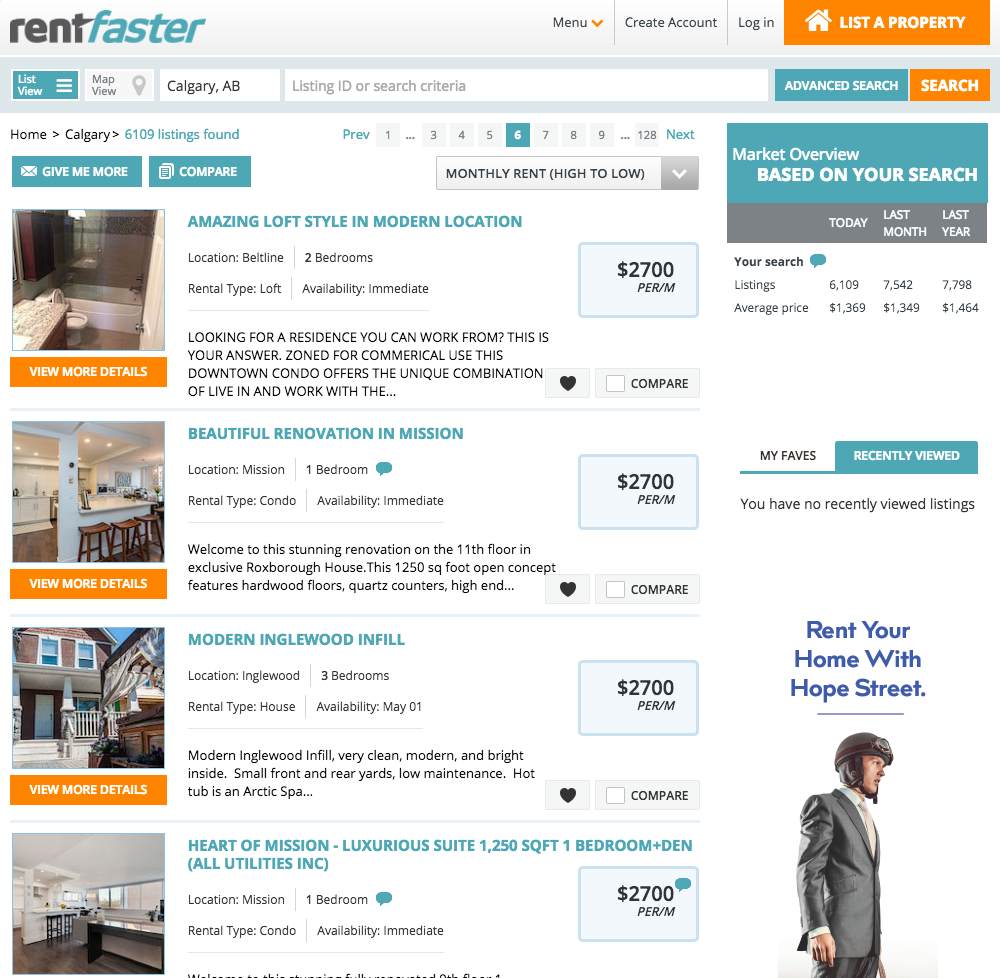 rentfaster
Menu
Create Account
Log in
LIST A PROPERTY
List
View
Map
View
Calgary, AB
Listing ID or search criteria
ADVANCED SEARCH
SEARCH
Home > Calgary> 6109 listings found
Prev 1 ... 3 4 5 6 7 8 9 ... 128 Next
GIVE ME MORE
COMPARE
MONTHLY RENT (HIGH TO LOW)
AMAZING LOFT STYLE IN MODERN LOCATION
Location: Beltline
2 Bedrooms
Rental Type: Loft
Availability: Immediate
$2700
PER/M
LOOKING FOR A RESIDENCE YOU CAN WORK FROM? THIS IS
YOUR ANSWER. ZONED FOR COMMERICAL USE THIS
DOWNTOWN CONDO OFFERS THE UNIQUE COMBINATION
OF LIVE IN AND WORK WITH THE...
VIEW MORE DETAILS
COMPARE
BEAUTIFUL RENOVATION IN MISSION
Location: Mission
1 Bedroom
Rental Type: Condo
Availability: Immediate
$2700
PER/M
Welcome to this stunning renovation on the 11th floor in
exclusive Roxborough House.This 1250 sq foot open concept
features hardwood floors, quartz counters, high end...
VIEW MORE DETAILS
COMPARE
MODERN INGLEWOOD INFILL
Location: Inglewood
3 Bedrooms
Rental Type: House
Availability: May 01
$2700
PER/M
Modern Inglewood Infill, very clean, modern, and bright
inside. Small front and rear yards, low maintenance. Hot
tub is an Arctic Spa...
VIEW MORE DETAILS
COMPARE
HEART OF MISSION - LUXURIOUS SUITE 1,250 SQFT 1 BEDROOM+DEN
(ALL UTILITIES INC)
Location: Mission
1 Bedroom
Rental Type: Condo
Availability: Immediate
$2700
PER/M
Welcome to this stunning fully renovated 9th floor 1
Market Overview
BASED ON YOUR SEARCH
TODAY
LAST
MONTH
LAST
YEAR
Your search
Listings 6,109 7,542 7,798
Average price $1,369 $1,349 $1,464
MY FAVES
RECENTLY VIEWED
You have no recently viewed listings
Rent Your
Home With
Hope Street.